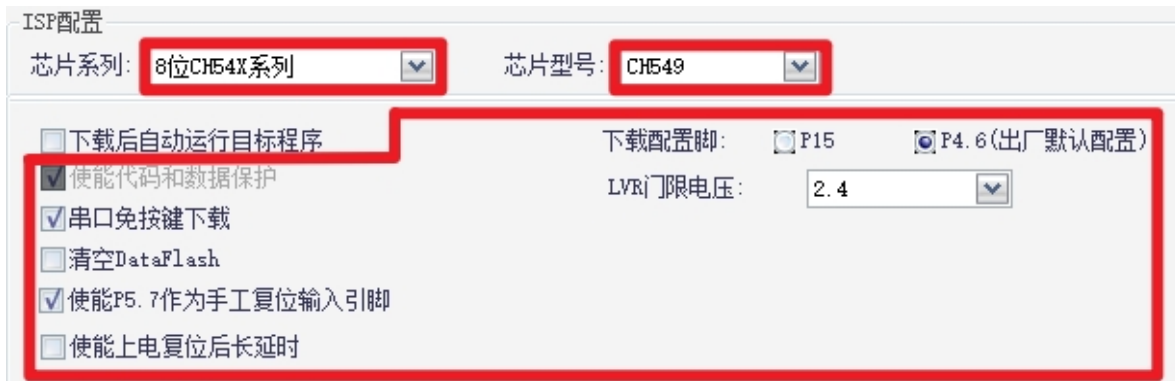 ISP配置
芯片系列: 8位CH54X系列 芯片型号: CH549
下载后自动运行目标程序 下载配置脚: P15 P4.6(出厂默认配置)
使能代码和数据保护 LVR门限电压: 2.4
串口免按键下载
清空DataFlash
使能P5.7作为手工复位输入引脚
使能上电复位后长延时